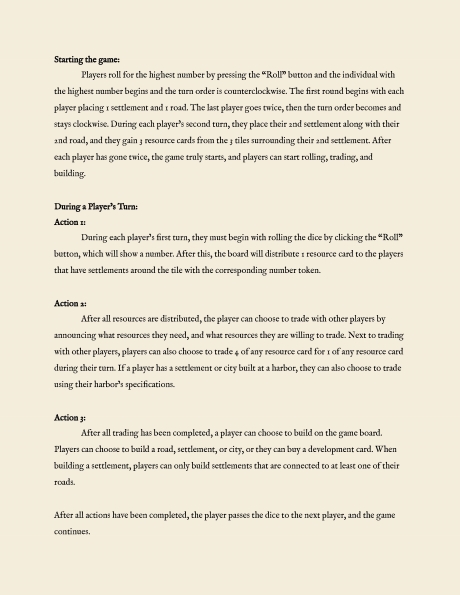 Starting the game:
Players roll for the highest number by pressing the “Roll” button and the individual with
the highest number begins and the turn order is counterclockwise. The first round begins with each
player placing 1 settlement and 1 road. The last player goes twice, then the turn order becomes and
stays clockwise. During each player’s second turn, they place their 2nd settlement along with their
2nd road, and they gain 3 resource cards from the 3 tiles surrounding their 2nd settlement. After
each player has gone twice, the game truly starts, and players can start rolling, trading, and
building.
During a Player’s Turn:
Action 1:
During each player’s first turn, they must begin with rolling the dice by clicking the “Roll”
button, which will show a number. After this, the board will distribute 1 resource card to the players
that have settlements around the tile with the corresponding number token.
Action 2:
After all resources are distributed, the player can choose to trade with other players by
announcing what resources they need, and what resources they are willing to trade. Next to trading
with other players, players can also choose to trade 4 of any resource card for 1 of any resource card
during their turn. If a player has a settlement or city built at a harbor, they can also choose to trade
using their harbor’s specifications.
Action 3:
After all trading has been completed, a player can choose to build on the game board.
Players can choose to build a road, settlement, or city, or they can buy a development card. When
building a settlement, players can only build settlements that are connected to at least one of their
roads.
After all actions have been completed, the player passes the dice to the next player, and the game
continues.